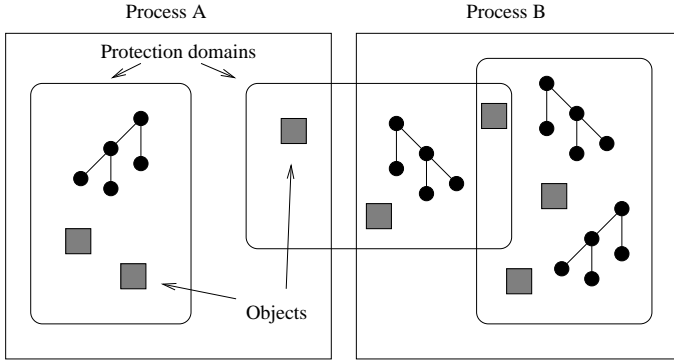 Process A
Process B
Protection domains
Objects